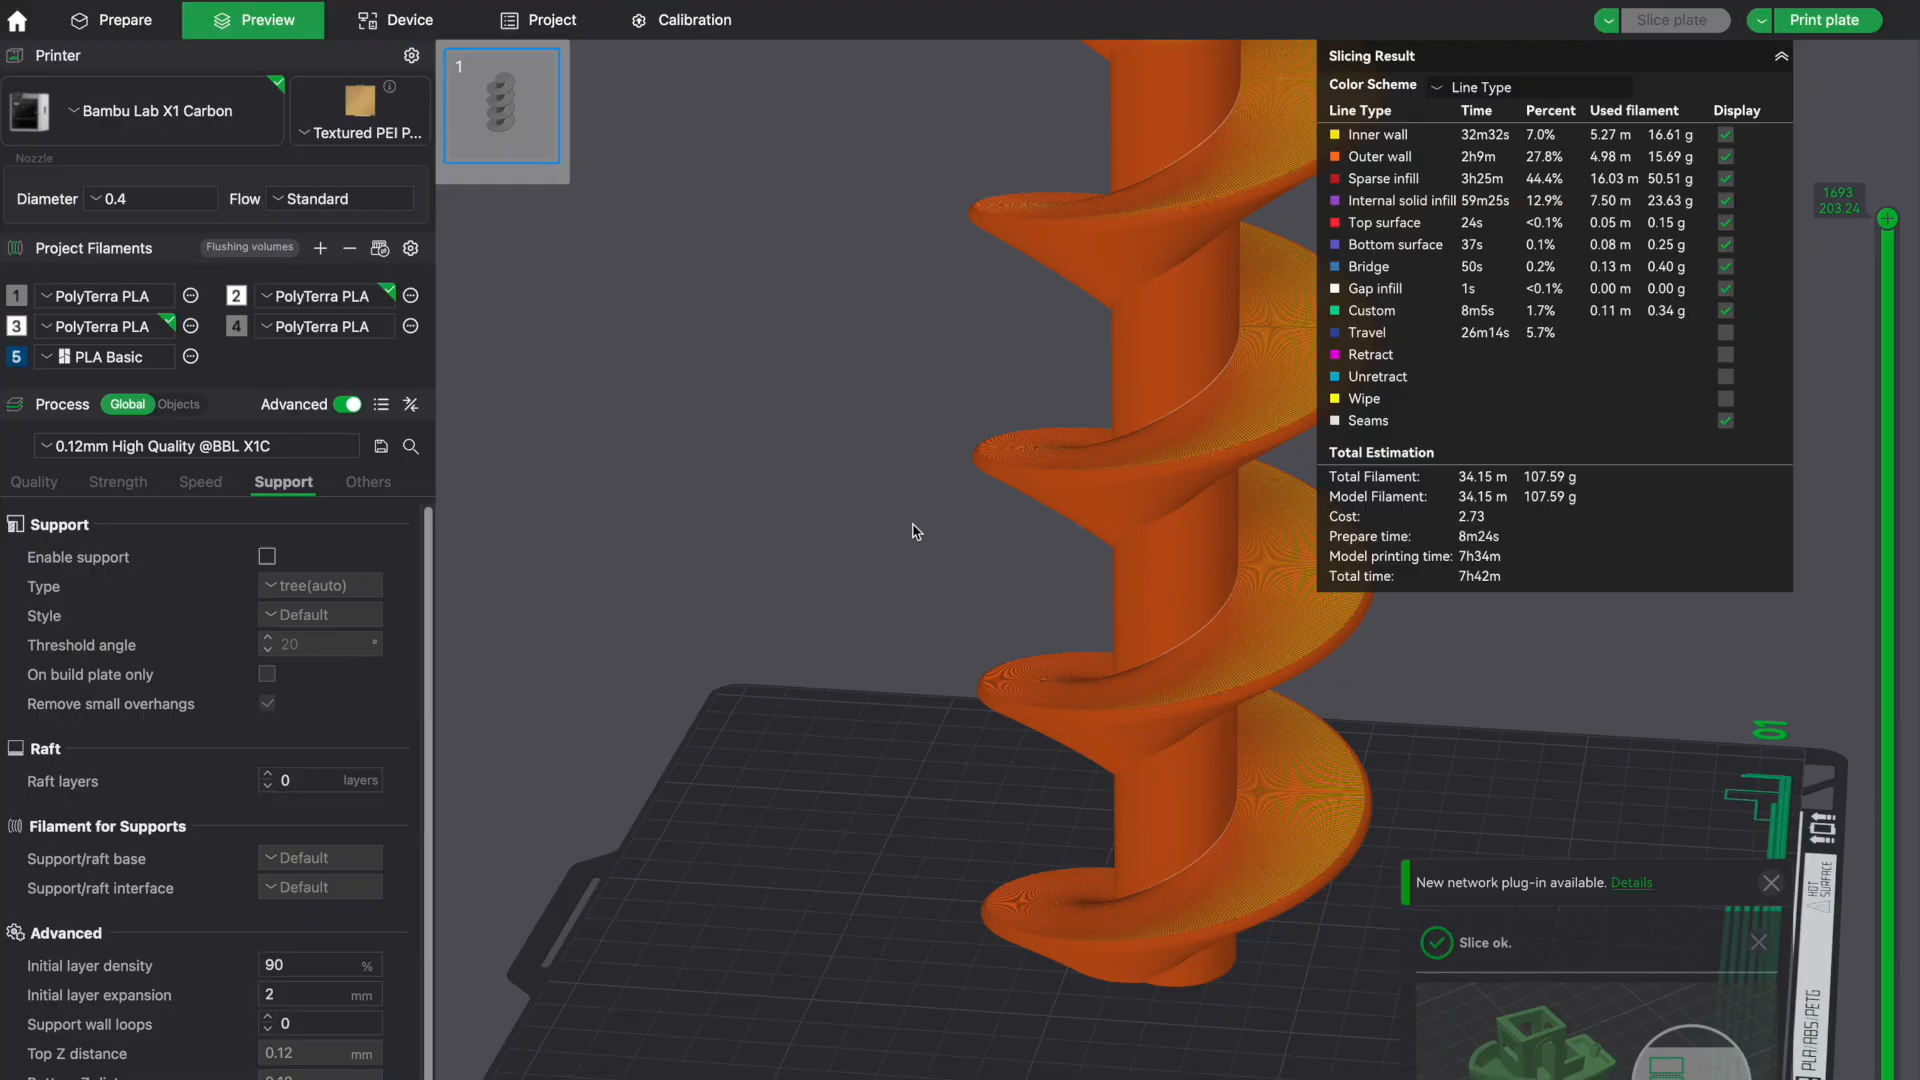 Prepare Preview Device Project Calibration Slice plate Print plate
Printer
Bambu Lab X1 Carbon
Textured PEI P...
Nozzle
Diameter 0.4 Flow Standard
Project Filaments Flushing volumes
1 PolyTerra PLA 2 PolyTerra PLA
3 PolyTerra PLA 4 PolyTerra PLA
5 PLA Basic
Process Global Objects Advanced
0.12mm High Quality @BBL X1C
Quality Strength Speed Support Others
Support
Enable support
Type tree(auto)
Style Default
Threshold angle 20 °
On build plate only
Remove small overhangs
Raft
Raft layers 0 layers
Filament for Supports
Support/raft base Default
Support/raft interface Default
Advanced
Initial layer density 90 %
Initial layer expansion 2 mm
Support wall loops 0
Top Z distance 0.12 mm
1
Slicing Result
Color Scheme Line Type
Line Type Time Percent Used filament Display
Inner wall 32m32s 7.0% 5.27 m 16.61 g
Outer wall 2h9m 27.8% 4.98 m 15.69 g
Sparse infill 3h25m 44.4% 16.03 m 50.51 g
Internal solid infill 59m25s 12.9% 7.50 m 23.63 g
Top surface 24s <0.1% 0.05 m 0.15 g
Bottom surface 37s 0.1% 0.08 m 0.25 g
Bridge 50s 0.2% 0.13 m 0.40 g
Gap infill 1s <0.1% 0.00 m 0.00 g
Custom 8m5s 1.7% 0.11 m 0.34 g
Travel 26m14s 5.7%
Retract
Unretract
Wipe
Seams
Total Estimation
Total Filament: 34.15 m 107.59 g
Model Filament: 34.15 m 107.59 g
Cost: 2.73
Prepare time: 8m24s
Model printing time: 7h34m
Total time: 7h42m
1693
203.24
01
New network plug-in available. Details
Slice ok.
HOT
SURFACE
PLA/ABS/PETG